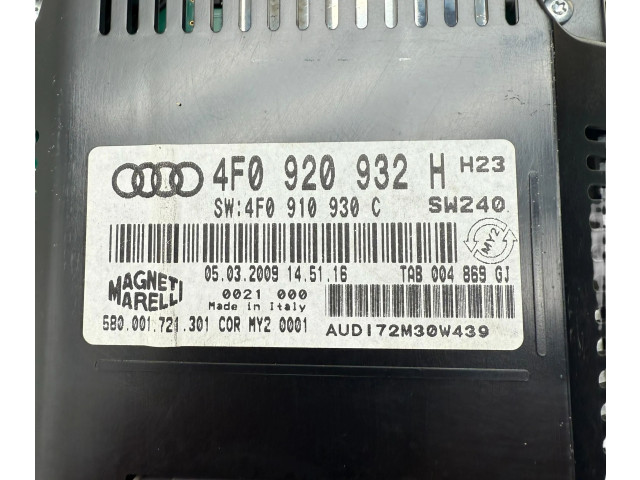 4F0 920 932 H H23
SW:4F0 910 930 C SW240
MY2
05.03.2009 14.51.16 TAB 004 869 GJ
MAGNETI
MARELLI
0021 000
Made in Italy
5B0.001.721.301 COR MY2 0001
AUDI72M30W439